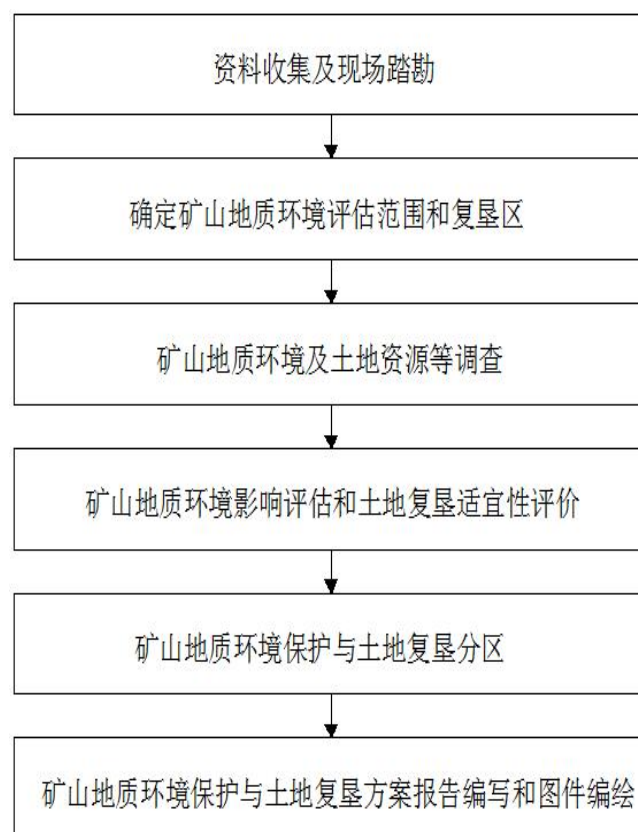 资料收集及现场踏勘
确定矿山地质环境评估范围和复垦区
矿山地质环境及土地资源等调查
矿山地质环境影响评估和土地复垦适宜性评价
矿山地质环境保护与土地复垦分区
矿山地质环境保护与土地复垦方案报告编写和图件编绘